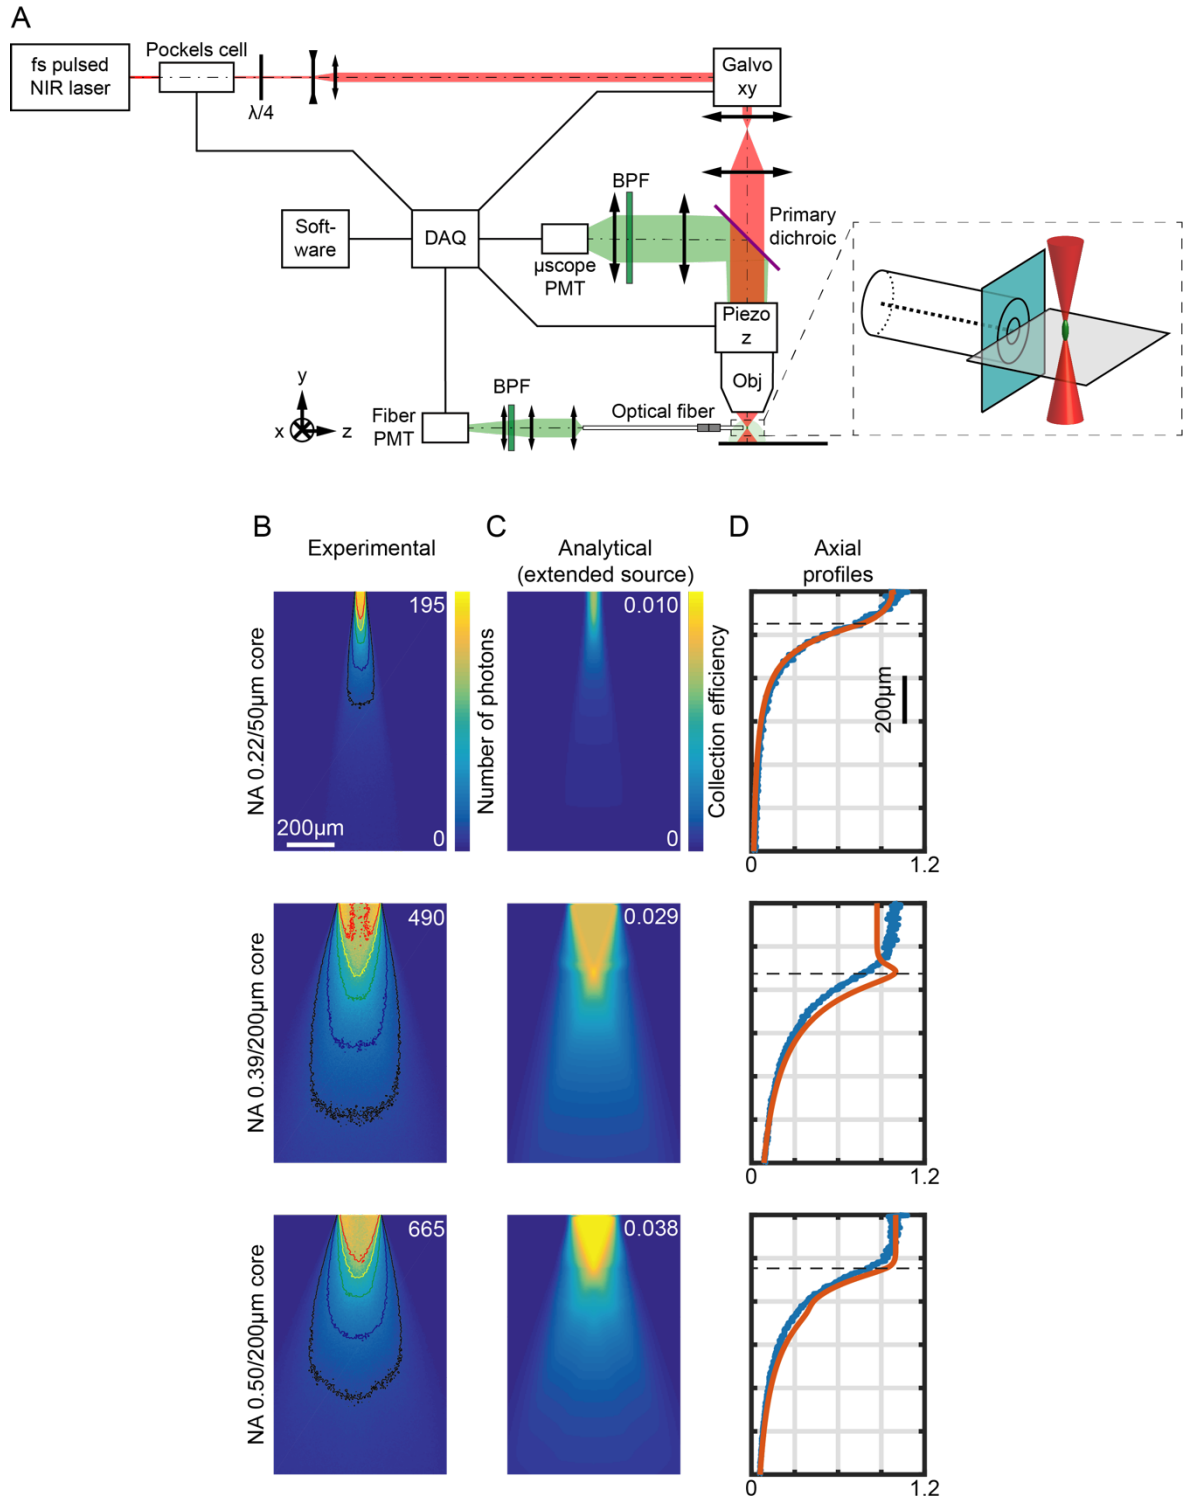 A
fs pulsed
NIR laser
Pockels cell
λ/4
Galvo
xy
BPF
Primary
dichroic
Soft-
ware
DAQ
µscope
PMT
Piezo
z
Obj
BPF
Optical fiber
Fiber
PMT
y
x
z
B
Experimental
C
Analytical
(extended source)
D
Axial
profiles
NA 0.22/50µm core
195
0
200µm
Number of photons
0.010
0
Collection efficiency
200µm
0
1.2
NA 0.39/200µm core
490
0.029
0
1.2
NA 0.50/200µm core
665
0.038
0
1.2